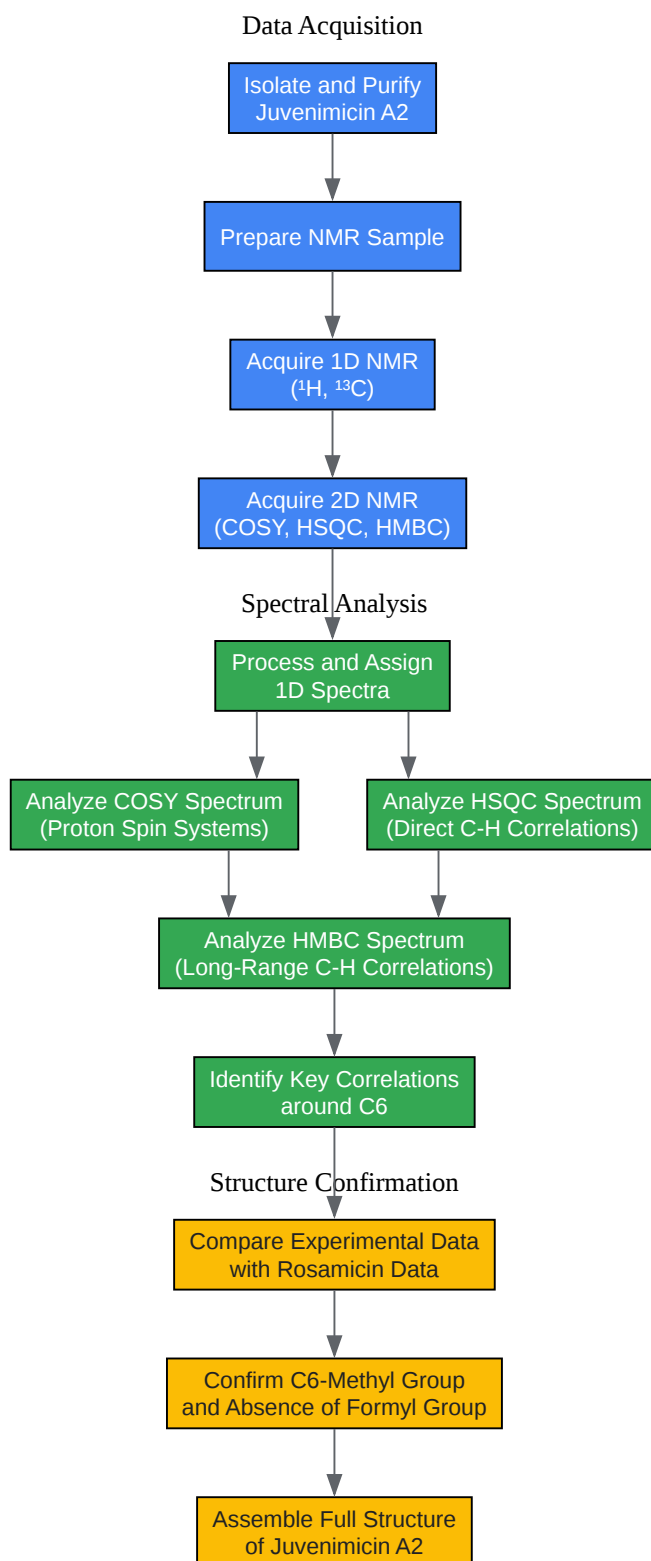 Data Acquisition
Isolate and Purify
Juvenimicin A2
Prepare NMR Sample
Acquire 1D NMR
(¹H, ¹³C)
Acquire 2D NMR
(COSY, HSQC, HMBC)
Spectral Analysis
Process and Assign
1D Spectra
Analyze COSY Spectrum
(Proton Spin Systems)
Analyze HSQC Spectrum
(Direct C-H Correlations)
Analyze HMBC Spectrum
(Long-Range C-H Correlations)
Identify Key Correlations
around C6
Structure Confirmation
Compare Experimental Data
with Rosamicin Data
Confirm C6-Methyl Group
and Absence of Formyl Group
Assemble Full Structure
of Juvenimicin A2